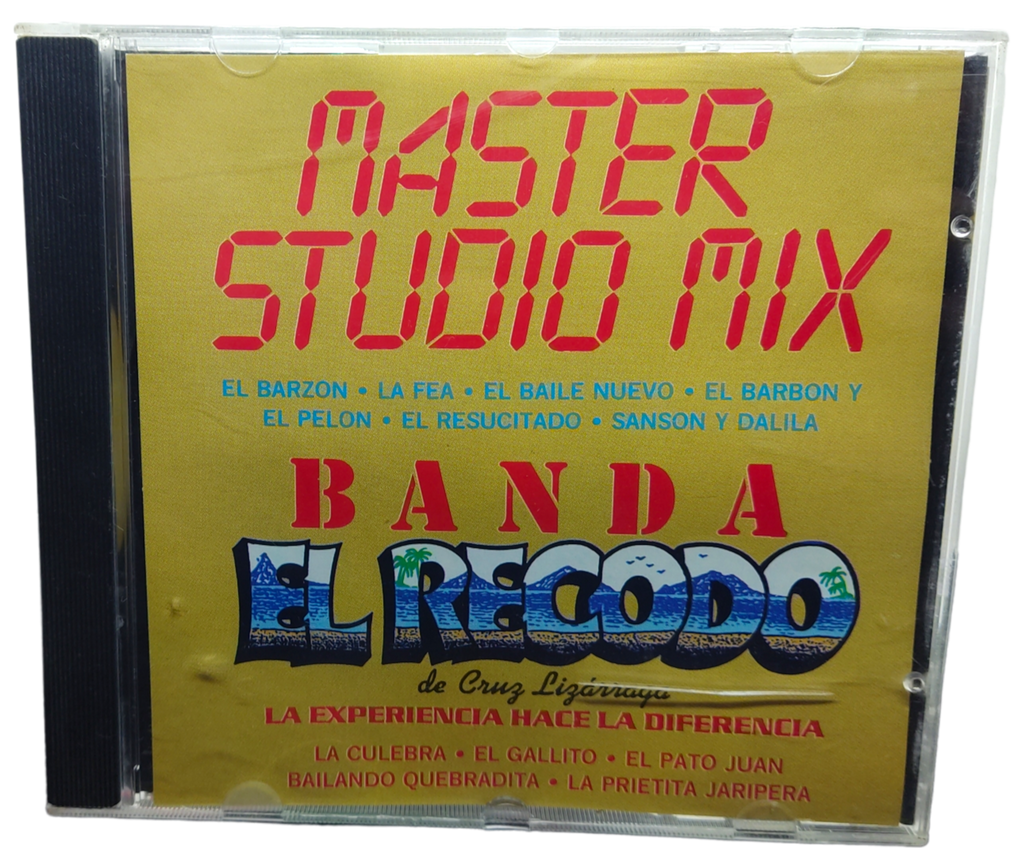 MASTER
STUDIO MIX
EL BARZON • LA FEA • EL BAILE NUEVO • EL BARBON Y
EL PELON • EL RESUCITADO • SANSON Y DALILA
BANDA
EL RECODO
de Cruz Lizárraga
LA EXPERIENCIA HACE LA DIFERENCIA
LA CULEBRA • EL GALLITO • EL PATO JUAN
BAILANDO QUEBRADITA • LA PRIETITA JARIPERA